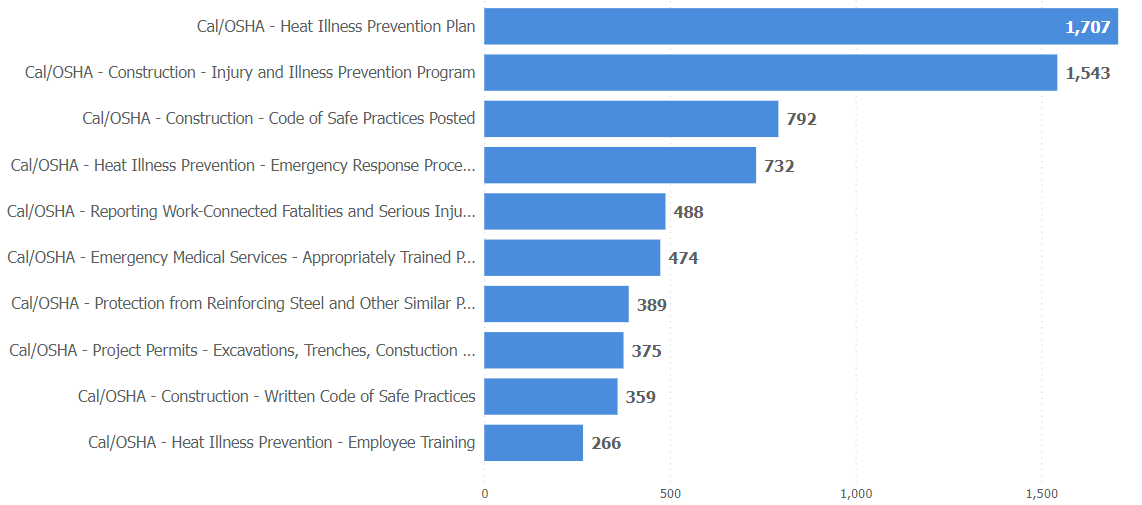 Cal/OSHA - Heat Illness Prevention Plan 1,707
Cal/OSHA - Construction - Injury and Illness Prevention Program 1,543
Cal/OSHA - Construction - Code of Safe Practices Posted 792
Cal/OSHA - Heat Illness Prevention - Emergency Response Proce... 732
Cal/OSHA - Reporting Work-Connected Fatalities and Serious Inju... 488
Cal/OSHA - Emergency Medical Services - Appropriately Trained P... 474
Cal/OSHA - Protection from Reinforcing Steel and Other Similar P... 389
Cal/OSHA - Project Permits - Excavations, Trenches, Constuction ... 375
Cal/OSHA - Construction - Written Code of Safe Practices 359
Cal/OSHA - Heat Illness Prevention - Employee Training 266
0 500 1,000 1,500